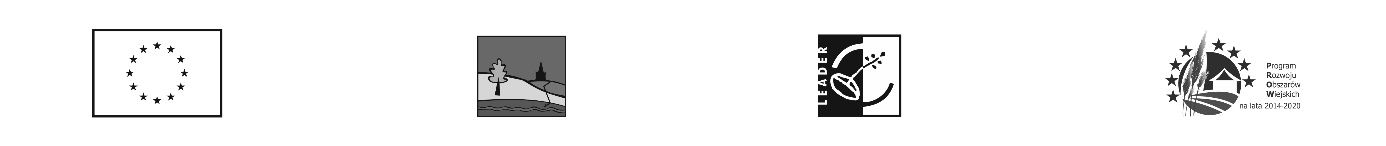 LEADER
Program
Rozwoju
Obszarów
Wiejskich
na lata 2014-2020